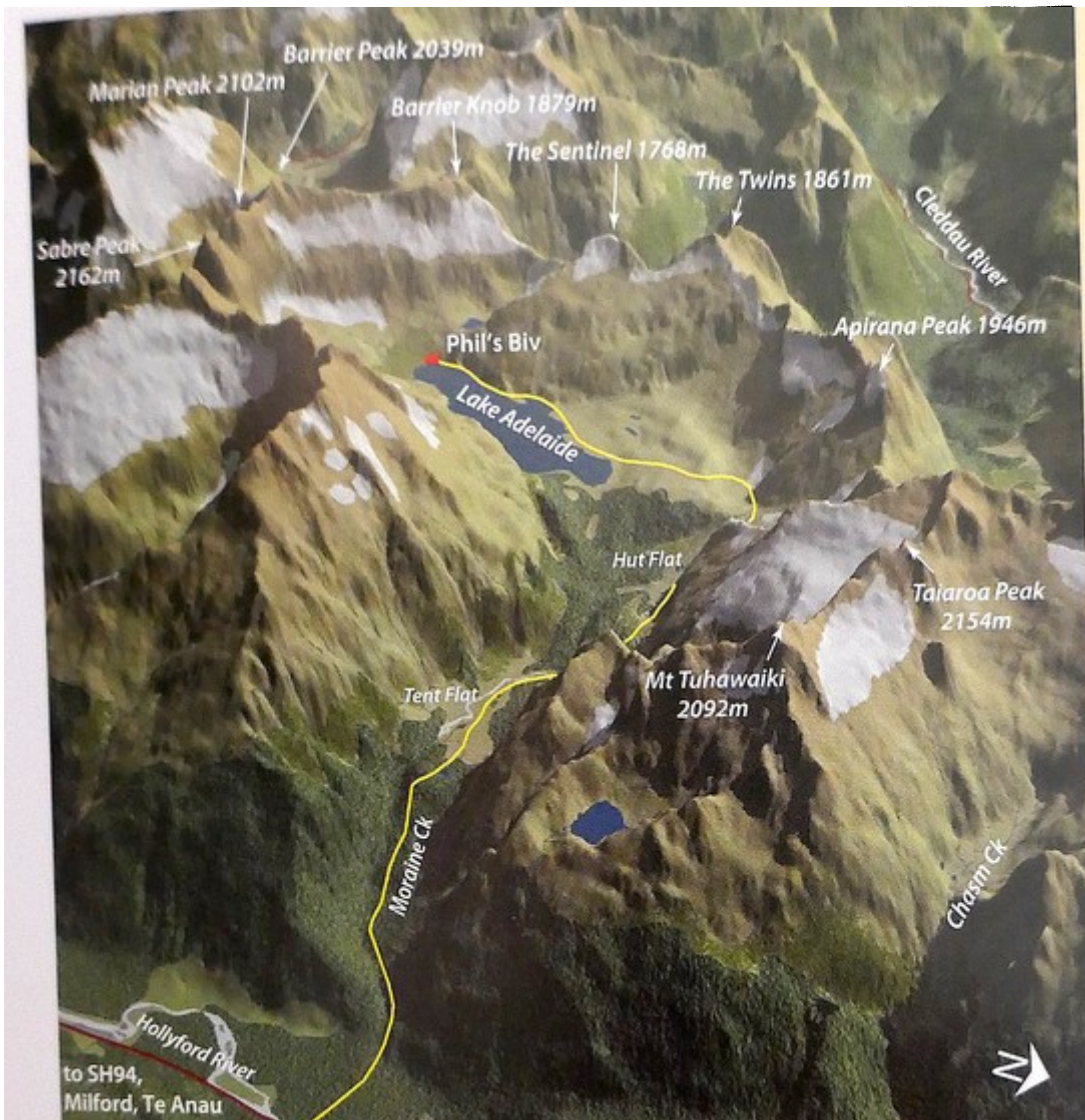 Barrier Peak 2039m
Marian Peak 2102m
Barrier Knob 1879m
The Sentinel 1768m
The Twins 1861m
Cleddau River
Sabre Peak
2162m
Apirana Peak 1946m
Phil's Biv
Lake Adelaide
Hut Flat
Taiaroa Peak
2154m
Mt Tuhawaiki
2092m
Tent Flat
Moraine Ck
Chasm Ck
Hollyford River
to SH94,
Milford, Te Anau
N